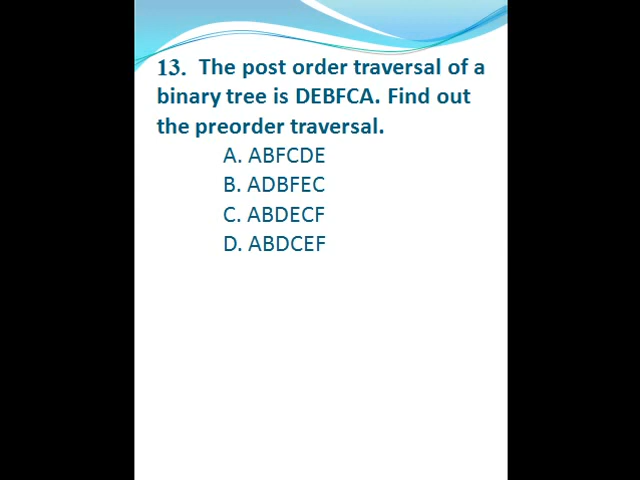 13. The post order traversal of a
binary tree is DEBFCA. Find out
the preorder traversal.
A. ABFCDE
B. ADBFEC
C. ABDECF
D. ABDCEF